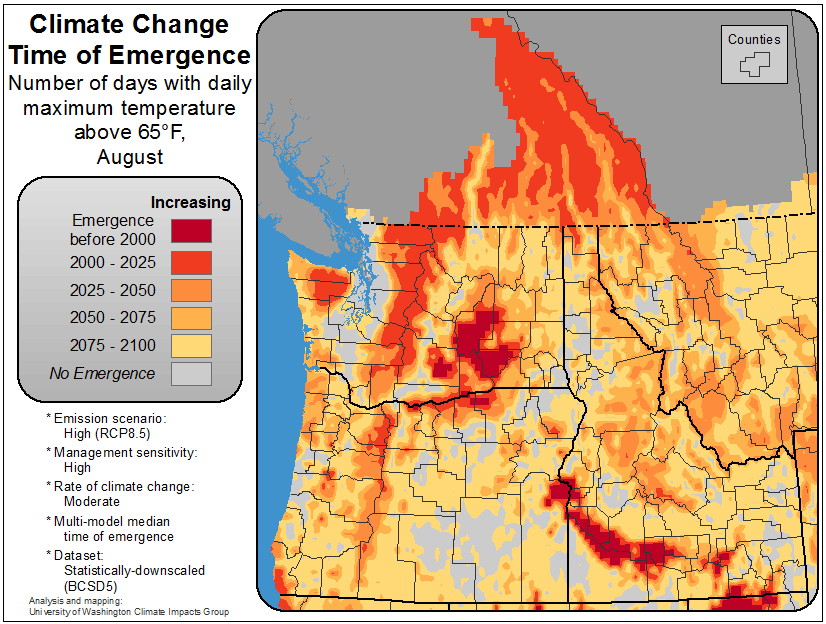 Climate Change
Time of Emergence
Number of days with daily
maximum temperature
above 65°F,
August
Increasing
Emergence
before 2000
2000 - 2025
2025 - 2050
2050 - 2075
2075 - 2100
No Emergence
* Emission scenario:
High (RCP8.5)
* Management sensitivity:
High
* Rate of climate change:
Moderate
* Multi-model median
time of emergence
* Dataset:
Statistically-downscaled
(BCSD5)
Analysis and mapping:
University of Washington Climate Impacts Group
Counties